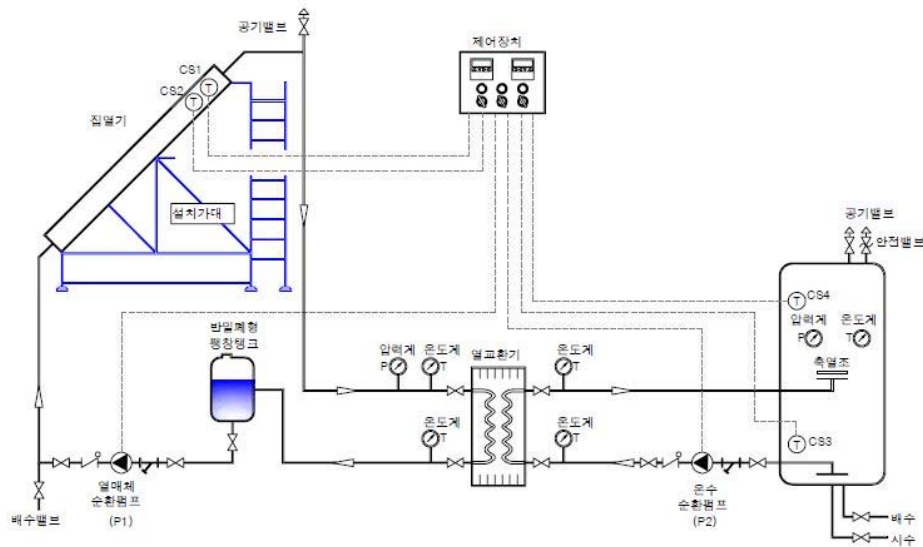 공기밸브
제어장치
CS1
CS2
T
T
집열기
설치가대
공기밸브
안전밸브
T
CS4
압력계
P
온도계
T
축열조
반밀폐형
팽창탱크
압력계
P
온도계
T
열교환기
온도계
T
온도계
T
온도계
T
T
CS3
열매체
순환펌프
(P1)
배수밸브
온수
순환펌프
(P2)
배수
시수